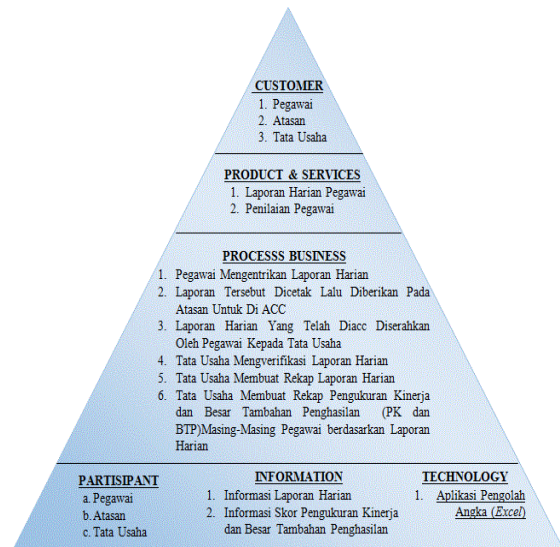 CUSTOMER
1. Pegawai
2. Atasan
3. Tata Usaha
PRODUCT & SERVICES
1. Laporan Harian Pegawai
2. Penilaian Pegawai
PROCESSS BUSINESS
1. Pegawai Mengentrikan Laporan Harian
2. Laporan Tersebut Dicetak Lalu Diberikan Pada
Atasan Untuk Di ACC
3. Laporan Harian Yang Telah Diacc Diserahkan
Oleh Pegawai Kepada Tata Usaha
4. Tata Usaha Mengverifikasi Laporan Harian
5. Tata Usaha Membuat Rekap Laporan Harian
6. Tata Usaha Membuat Rekap Pengukuran Kinerja
dan Besar Tambahan Penghasilan (PK dan
BTP)Masing-Masing Pegawai berdasarkan Laporan
Harian
PARTISIPANT
a. Pegawai
b. Atasan
c. Tata Usaha
INFORMATION
1. Informasi Laporan Harian
2. Informasi Skor Pengukuran Kinerja
dan Besar Tambahan Penghasilan
TECHNOLOGY
1. Aplikasi Pengolah
Angka (Excel)